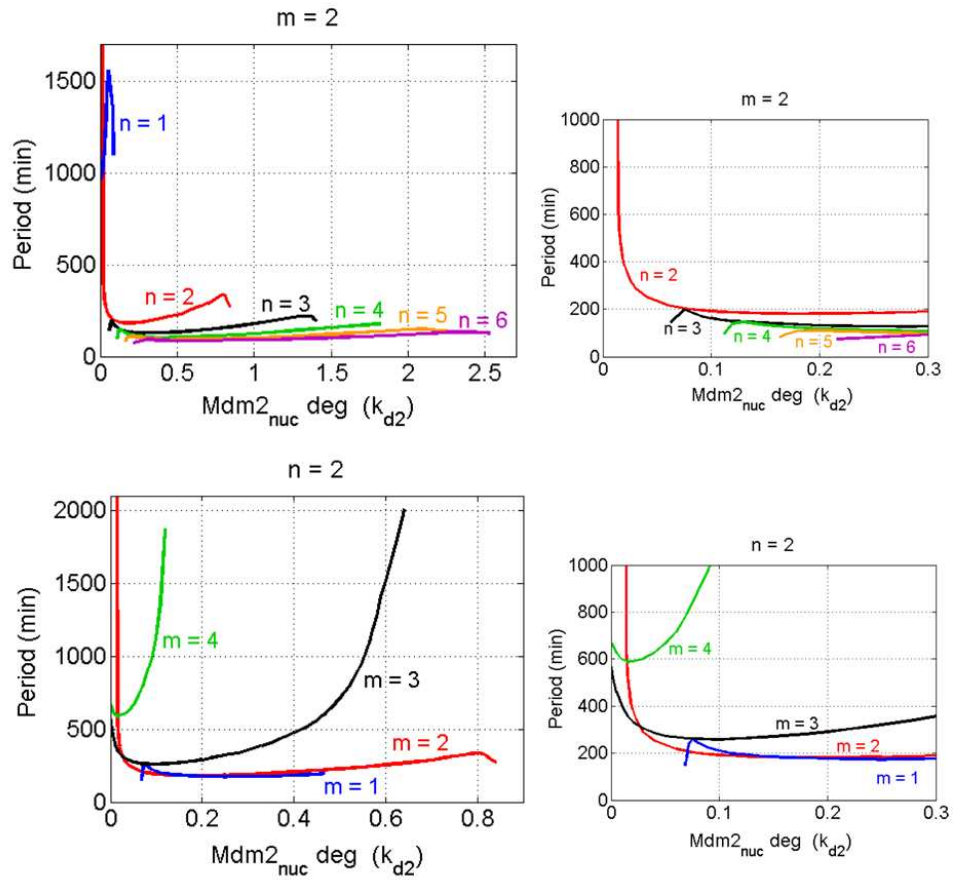 m = 2
1500
1000
500
0
Period (min)
n = 1
n = 2
n = 3
n = 4
n = 5
n = 6
0 0.5 1 1.5 2 2.5
Mdm2nuc deg (kd2)
m = 2
1000
800
600
400
200
0
Period (min)
n = 2
n = 3
n = 4
n = 5
n = 6
0 0.1 0.2 0.3
Mdm2nuc deg (kd2)
n = 2
2000
1500
1000
500
0
Period (min)
m = 4
m = 3
m = 2
m = 1
0 0.2 0.4 0.6 0.8
Mdm2nuc deg (kd2)
n = 2
1000
800
600
400
200
0
Period (min)
m = 4
m = 3
m = 2
m = 1
0 0.1 0.2 0.3
Mdm2nuc deg (kd2)